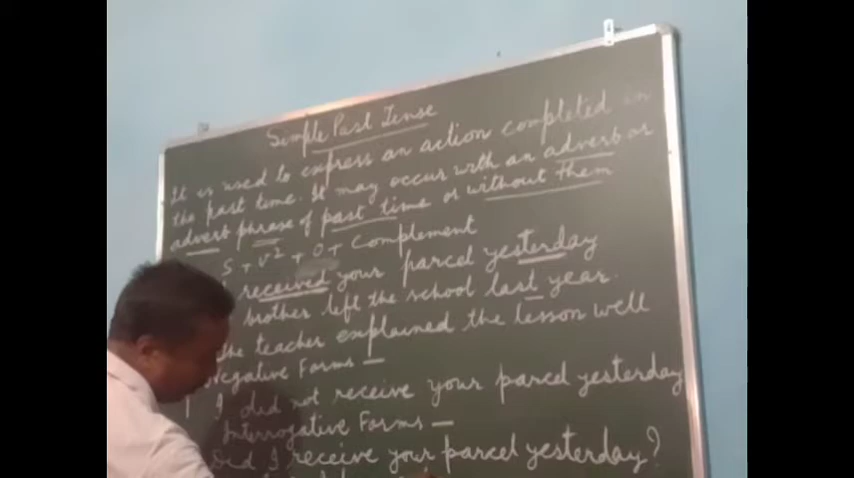 Simple Past Tense
It is used to express an action completed in
the past time. It may occur with an adverb or
advert phrase of past time or without them
S + V2 + O + Complement
received your parcel yesterday
brother left the school last year.
The teacher explained the lesson well
Negative Forms —
I did not receive your parcel yesterday
Interrogative Forms —
Did I receive your parcel yesterday?